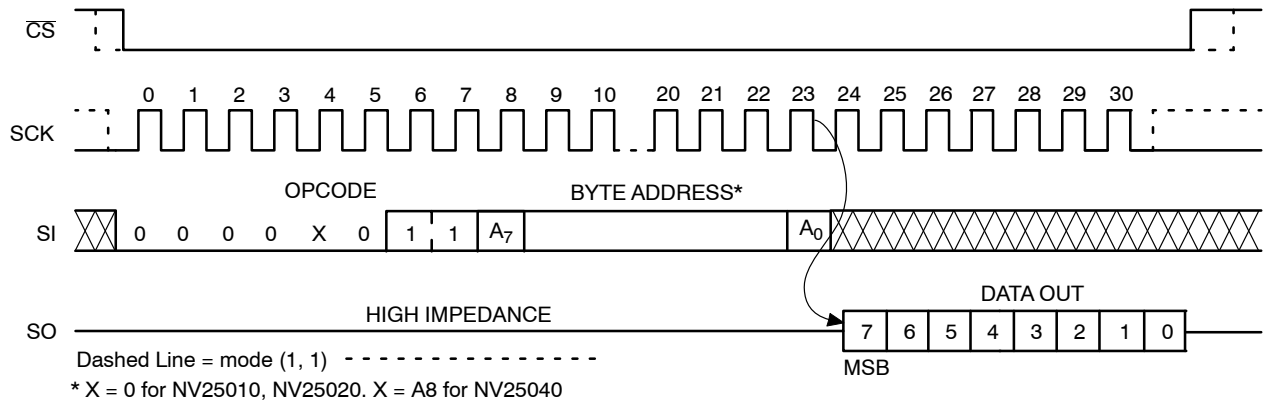 CS
0 1 2 3 4 5 6 7 8 9 10 20 21 22 23 24 25 26 27 28 29 30
SCK
OPCODE BYTE ADDRESS*
SI 0 0 0 0 X 0 1 1 A7 A0
DATA OUT
HIGH IMPEDANCE
SO 7 6 5 4 3 2 1 0
Dashed Line = mode (1, 1) - - - - - - - - - - - - - - - -
MSB
* X = 0 for NV25010, NV25020. X = A8 for NV25040